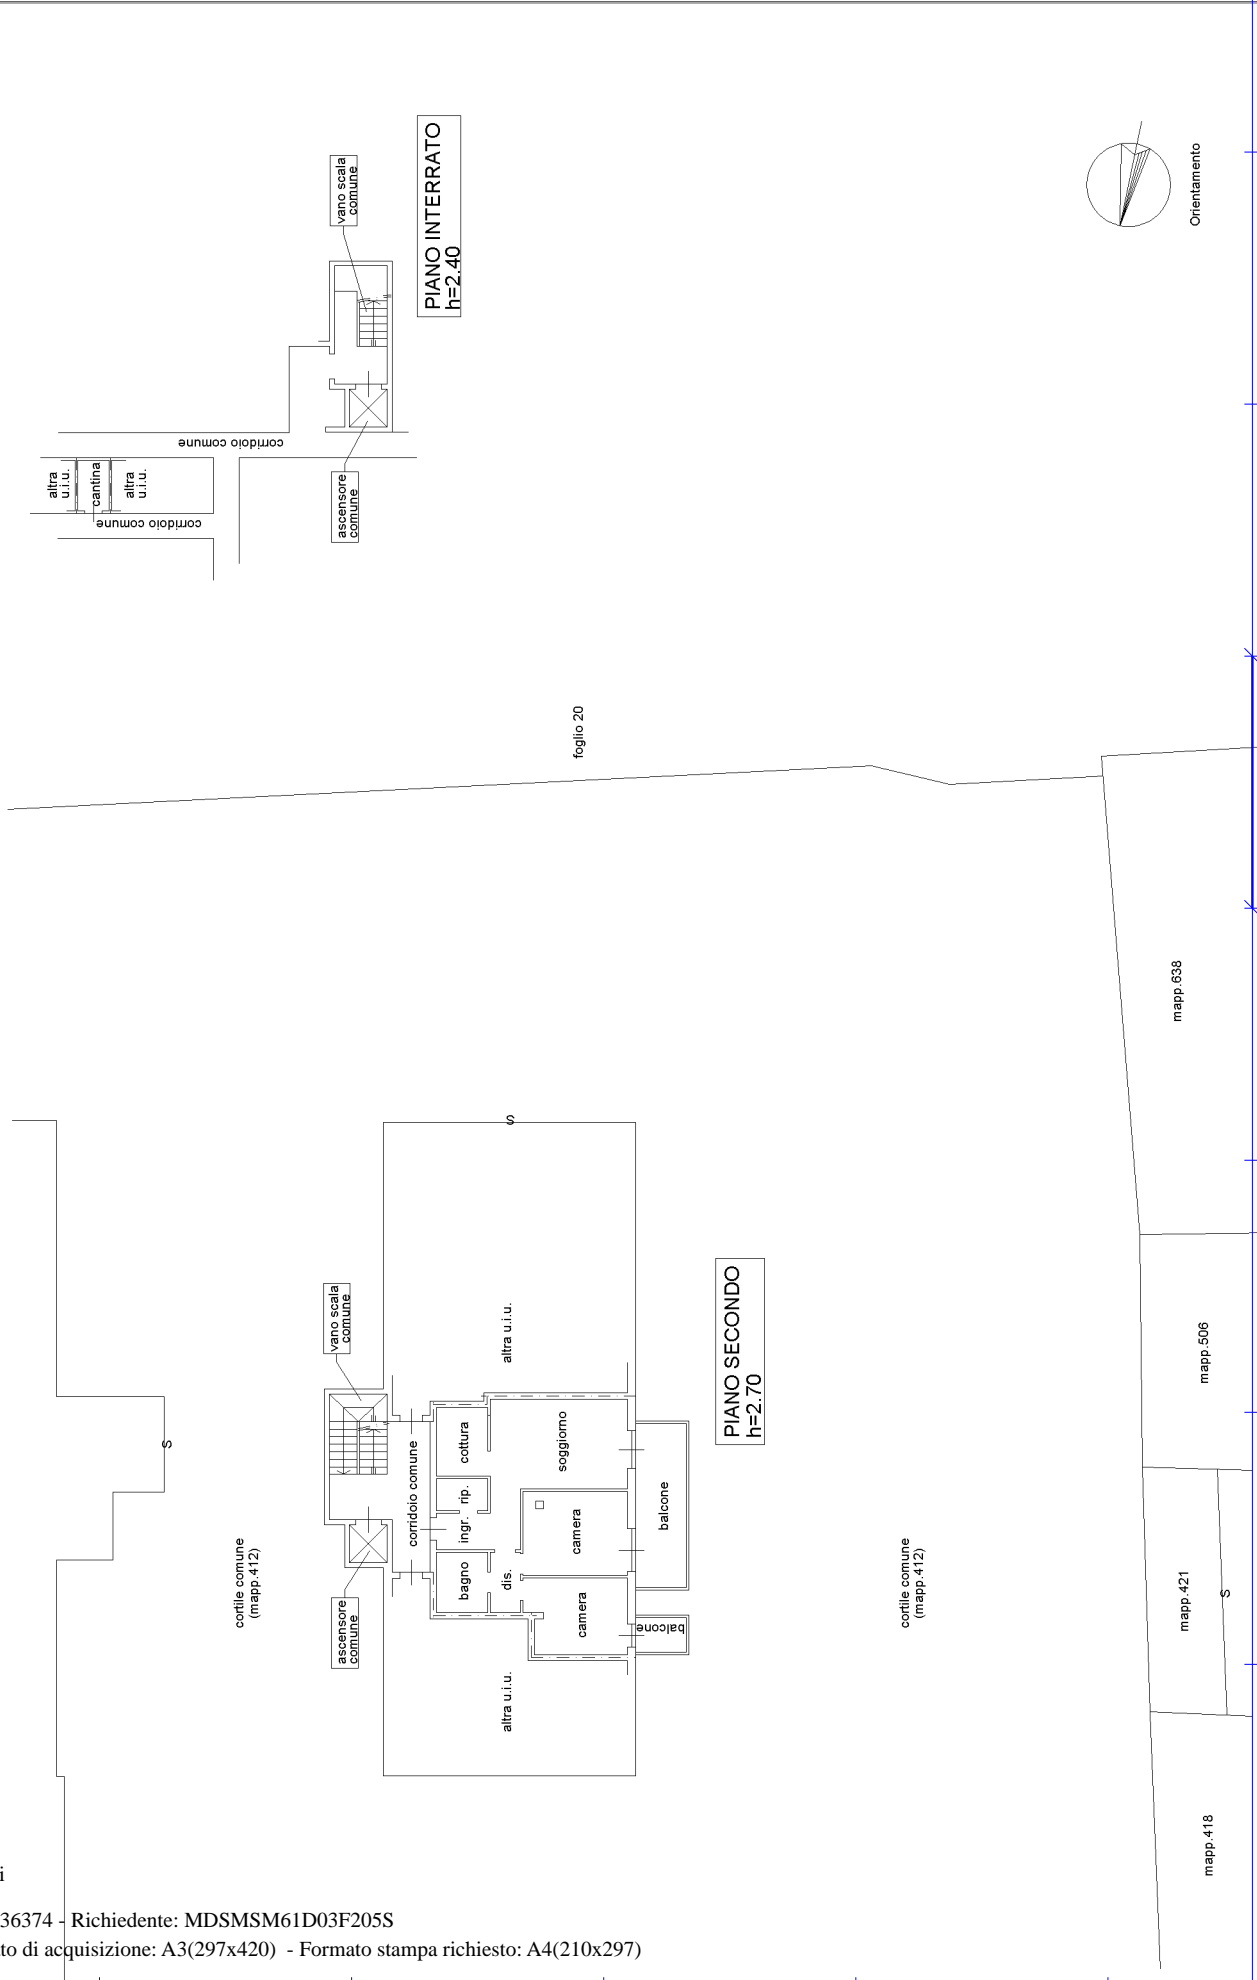 vano scala
comune
PIANO INTERRATO
h=2.40
Orientamento
corridoio comune
altra
u.i.u.
cantina
altra
u.i.u.
corridoio comune
ascensore
comune
foglio 20
mapp.638
S
vano scala
comune
altra u.i.u.
PIANO SECONDO
h=2.70
mapp.506
S
corridoio comune
cottura
soggiorno
rip.
ingr.
camera
balcone
bagno
dis.
camera
balcone
cortile comune
(mapp.412)
cortile comune
(mapp.412)
mapp.421
S
ascensore
comune
altra u.i.u.
mapp.418
i
36374 - Richiedente: MDSMSM61D03F205S
to di acquisizione: A3(297x420) - Formato stampa richiesto: A4(210x297)